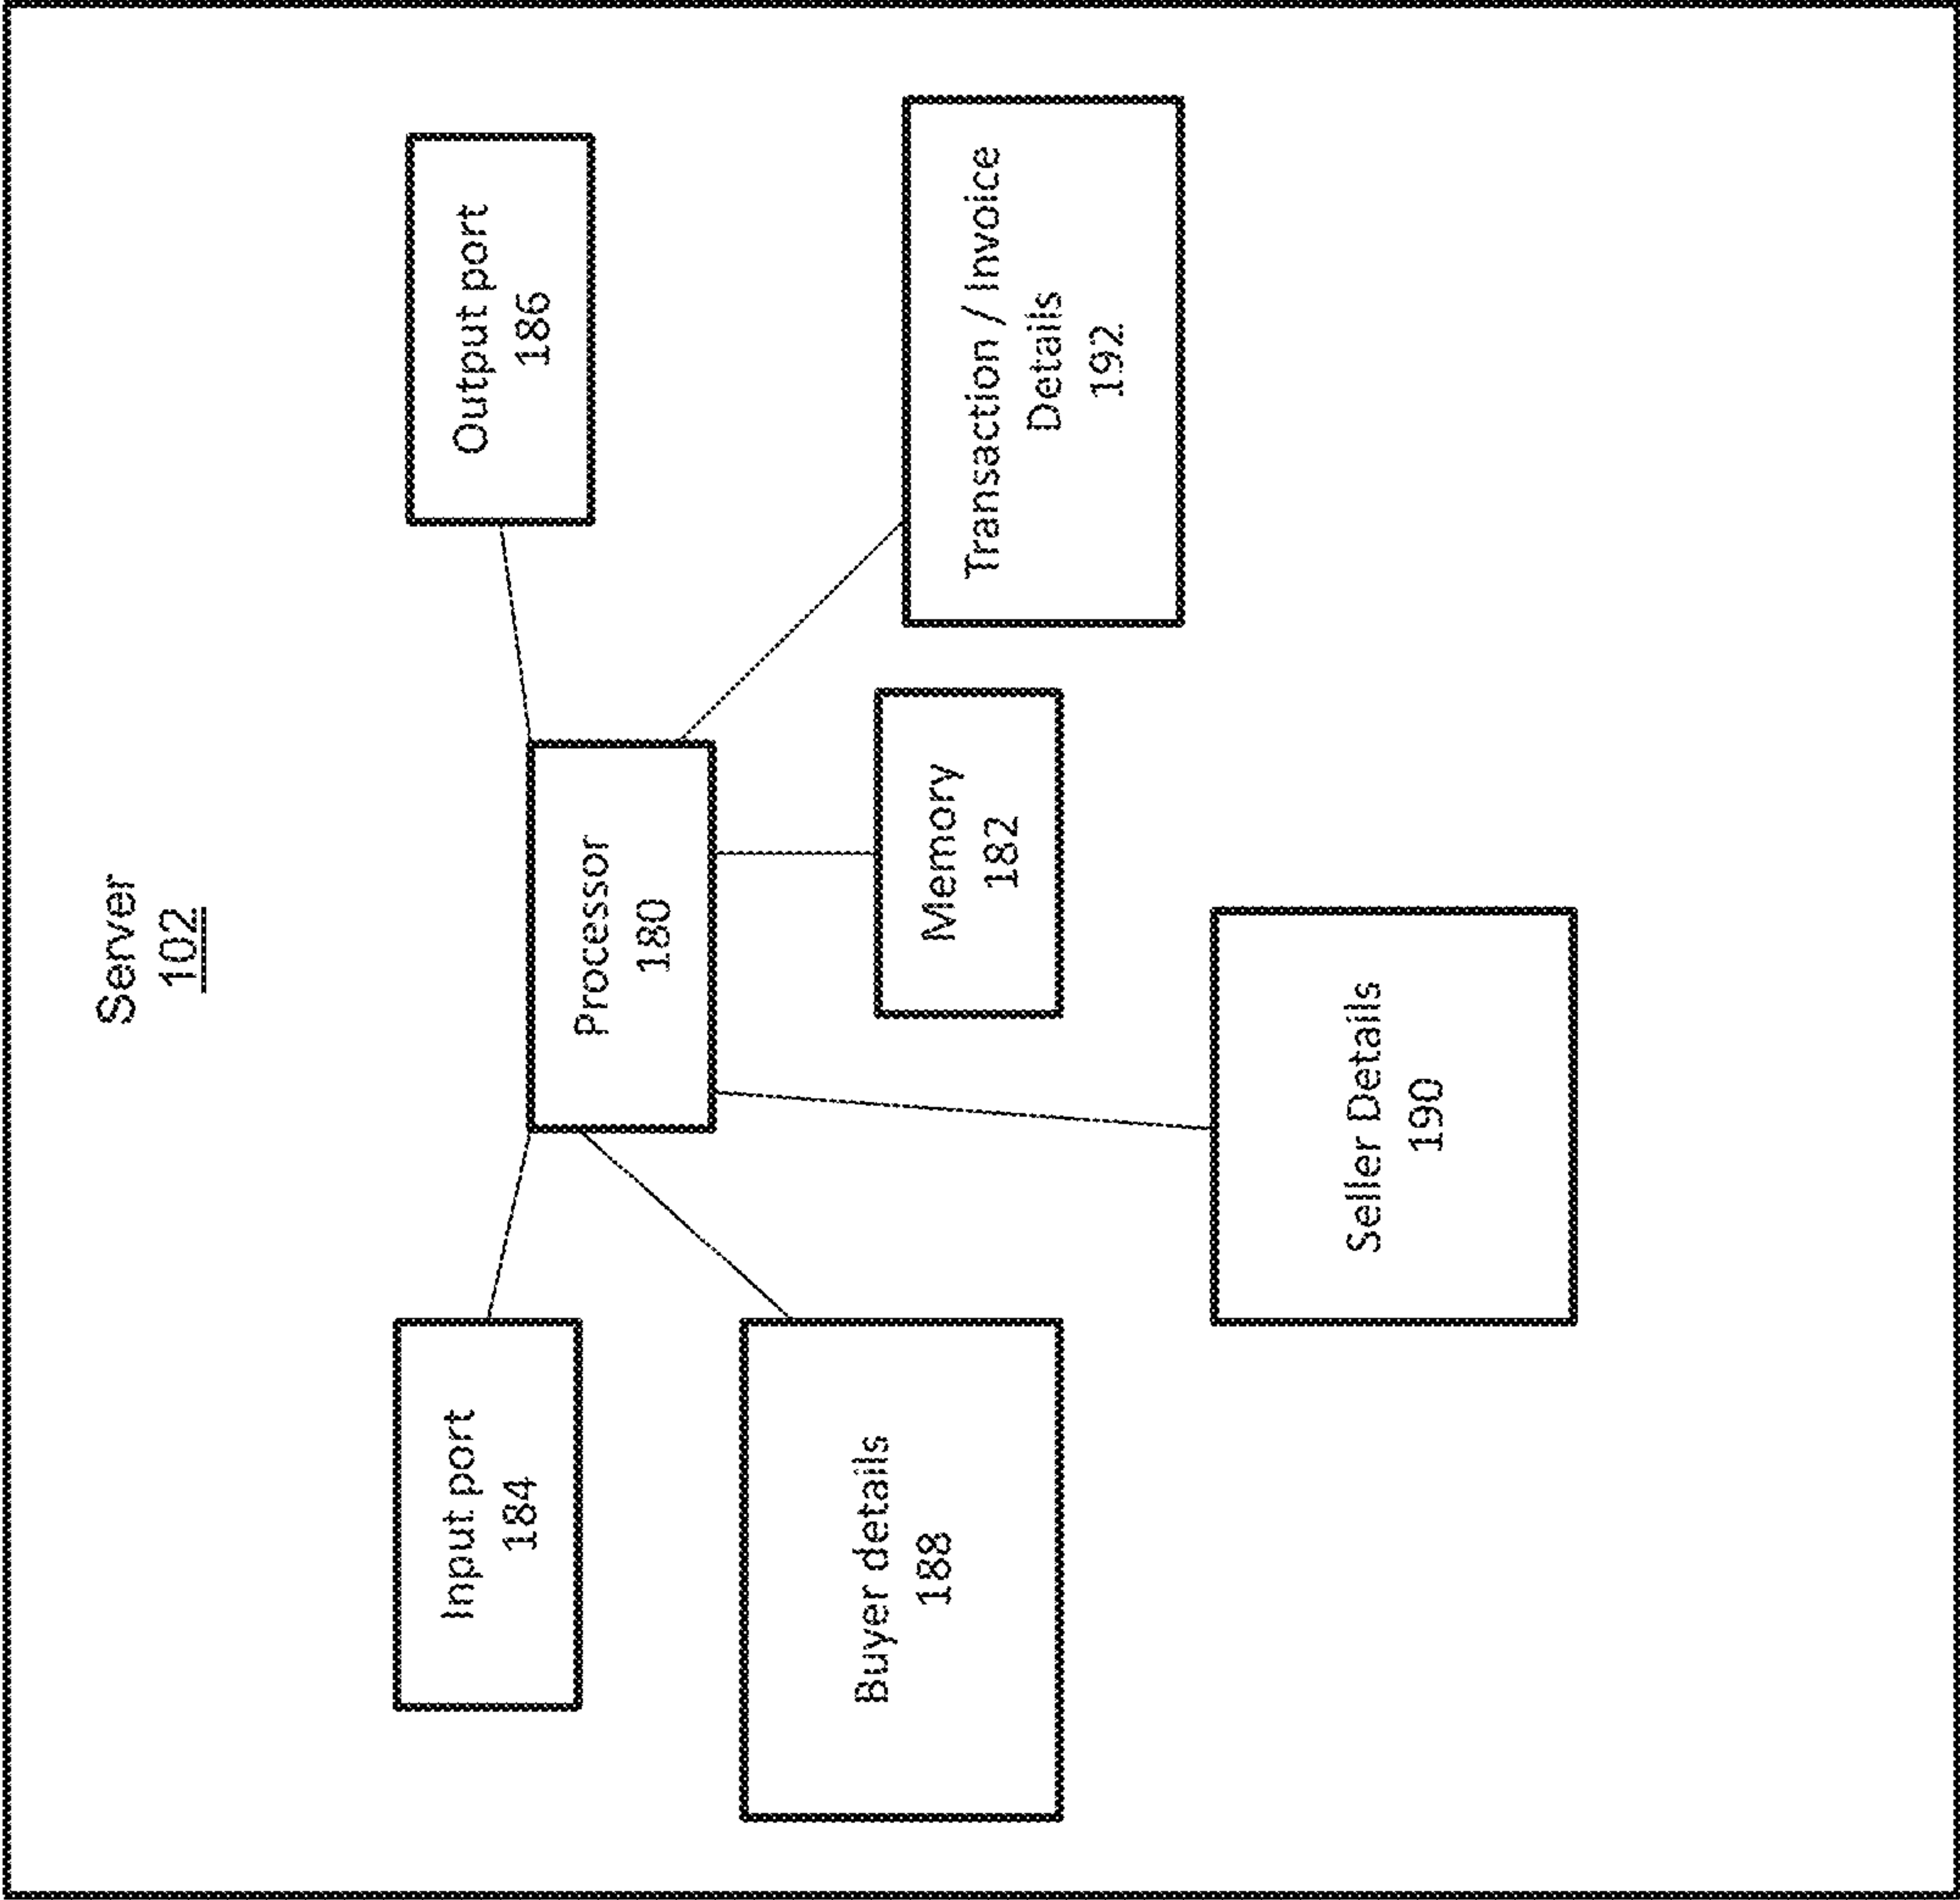 Server
102
Input port
184
Processor
180
Output port
186
Buyer details
188
Memory
182
Transaction / Invoice
Details
192
Seller Details
190